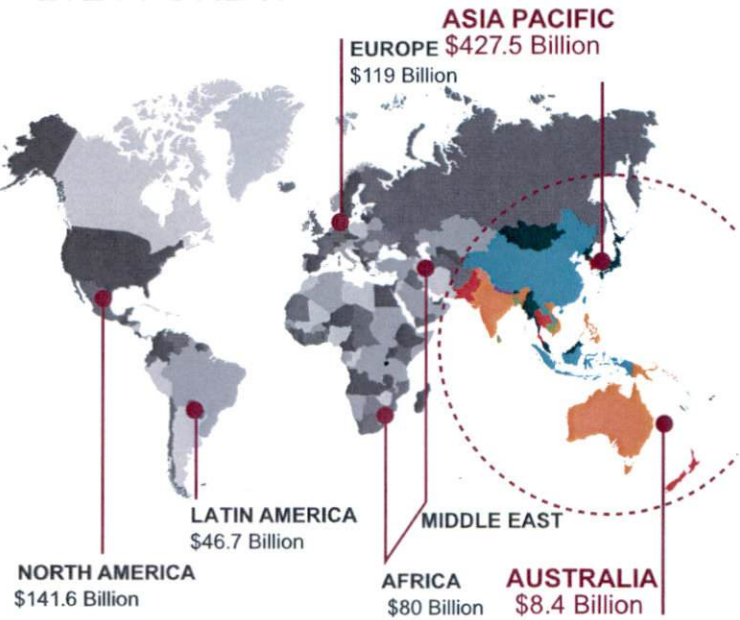 ASIA PACIFIC
$427.5 Billion
EUROPE
$119 Billion
LATIN AMERICA
$46.7 Billion
MIDDLE EAST
NORTH AMERICA
$141.6 Billion
AFRICA
$80 Billion
AUSTRALIA
$8.4 Billion